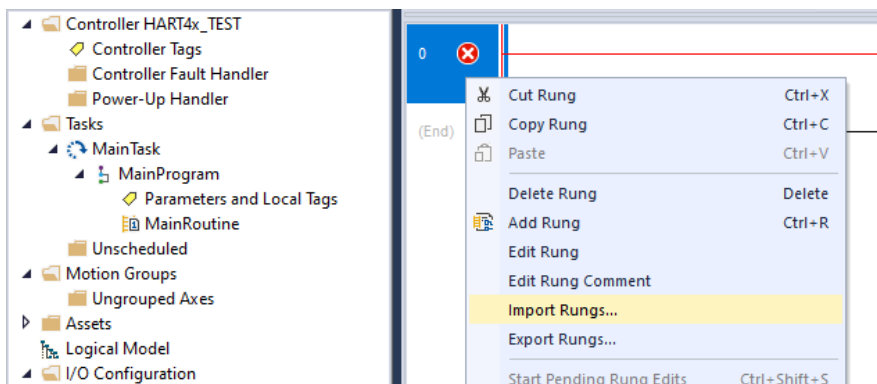 Controller HART4x_TEST
Controller Tags
Controller Fault Handler
Power-Up Handler
Tasks
MainTask
MainProgram
Parameters and Local Tags
MainRoutine
Unscheduled
Motion Groups
Ungrouped Axes
Assets
Logical Model
I/O Configuration
0
(End)
Cut Rung Ctrl+X
Copy Rung Ctrl+C
Paste Ctrl+V
Delete Rung Delete
Add Rung Ctrl+R
Edit Rung
Edit Rung Comment
Import Rungs...
Export Rungs...
Start Pending Rung Edits Ctrl+Shift+S